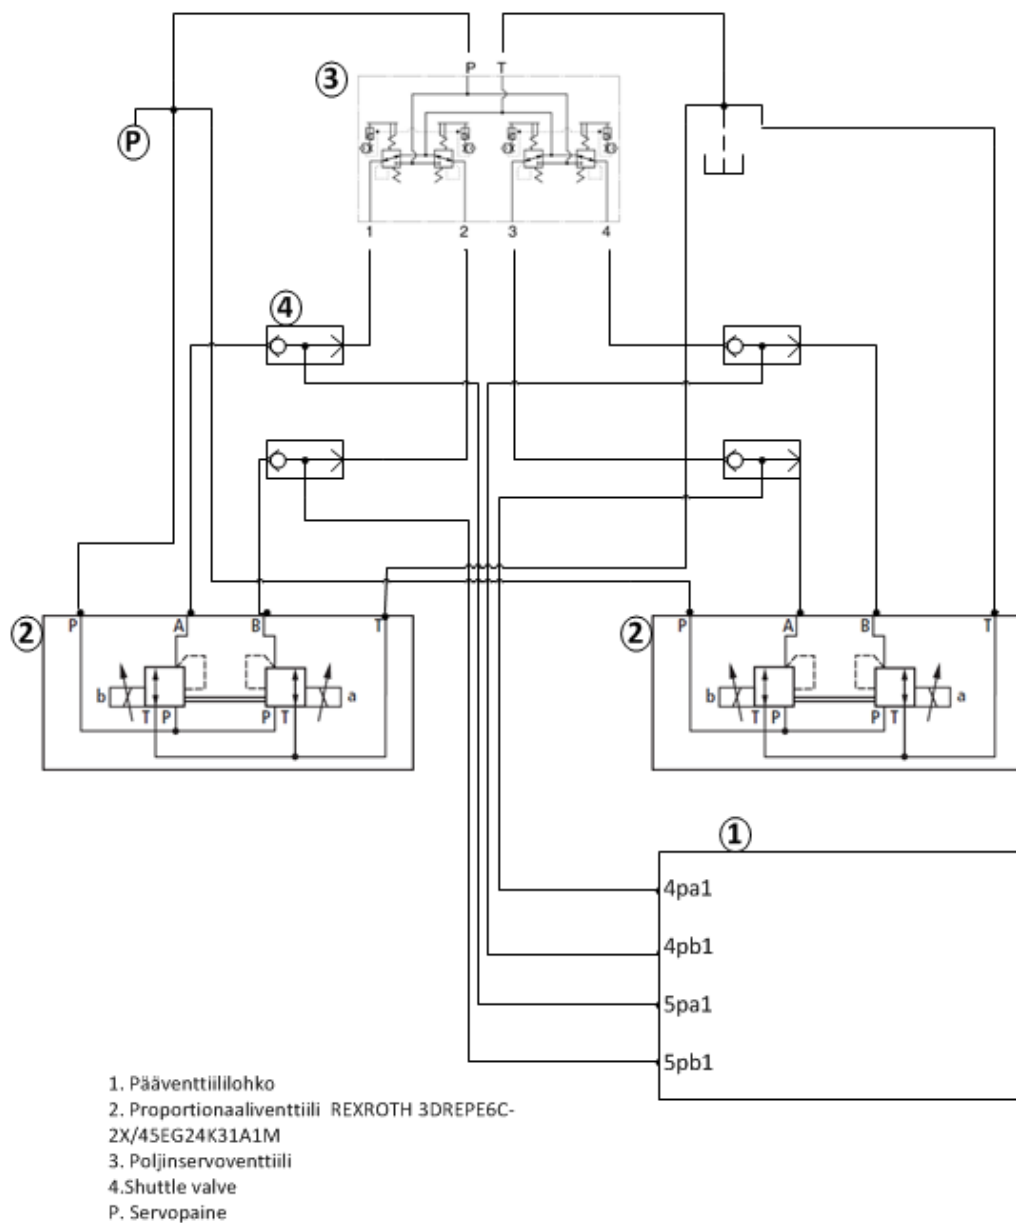 P T
3
P
1 2 3 4
4
2 P A B T 2 P A B T
b a b a
T P P T T P P T
1
4pa1
4pb1
5pa1
5pb1
1. Pääventtiililohko
2. Proportionaaliventtiili REXROTH 3DREPE6C-
2X/45EG24K31A1M
3. Poljinservoventtiili
4.Shuttle valve
P. Servopaine